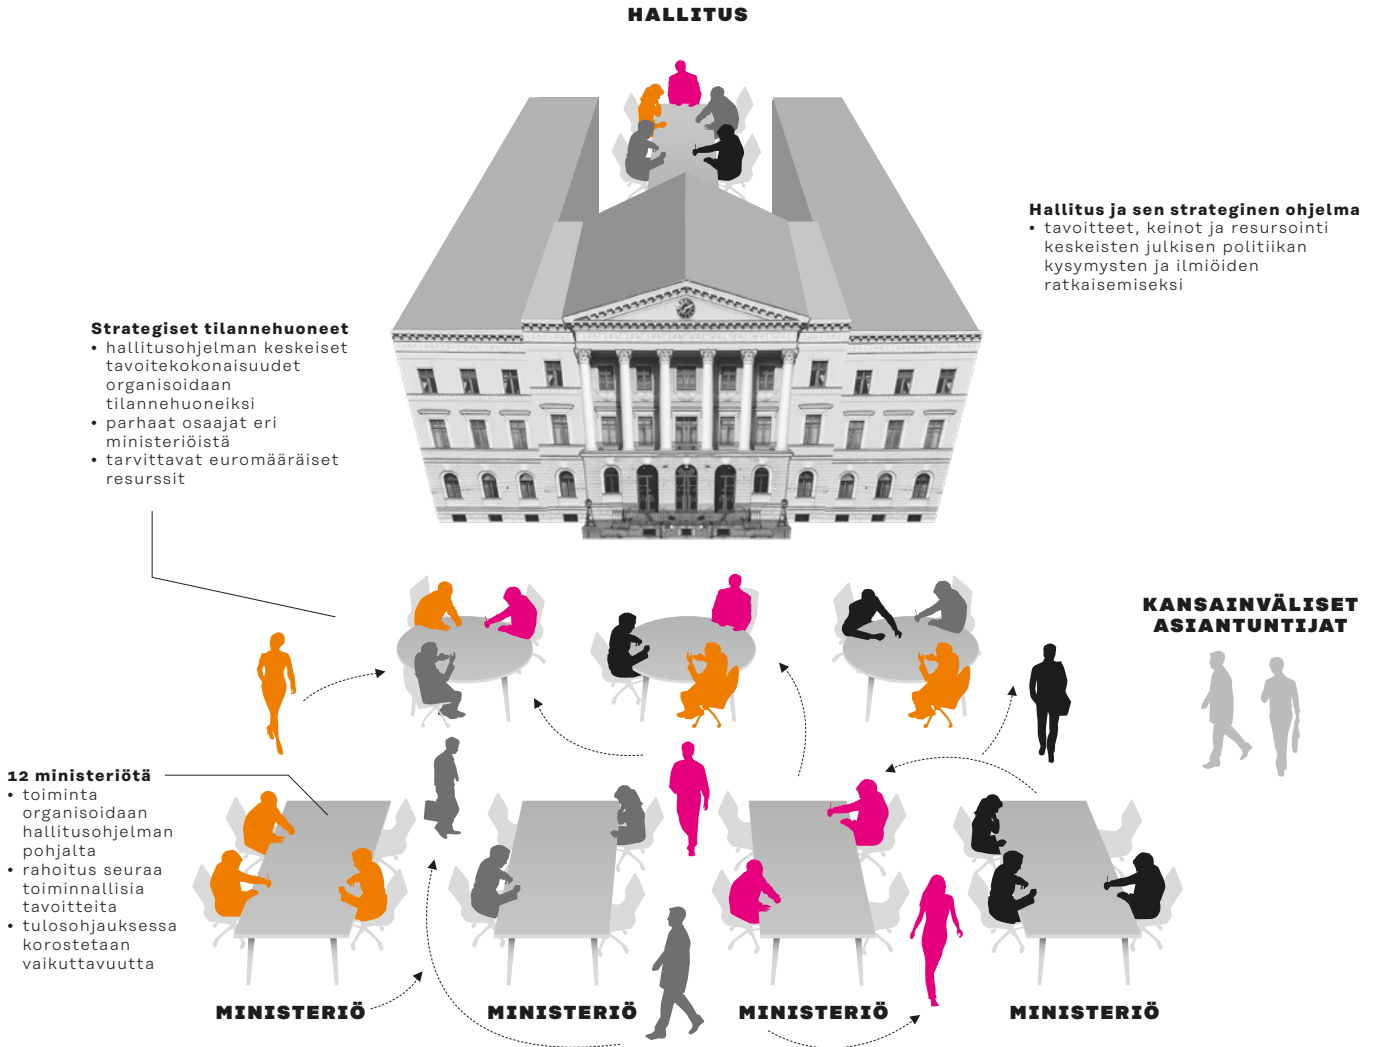 HALLITUS
Hallitus ja sen strateginen ohjelma
• tavoitteet, keinot ja resursointi
keskeisten julkisen politiikan
kysymysten ja ilmiöiden
ratkaisemiseksi
Strategiset tilannehuoneet
• hallitusohjelman keskeiset
tavoitekokonaisuudet
organisoidaan
tilannehuoneiksi
• parhaat osaajat eri
ministeriöistä
• tarvittavat euromääräiset
resurssit
KANSAINVÄLISET
ASIANTUNTIJAT
12 ministeriötä
• toiminta
organisoidaan
hallitusohjelman
pohjalta
• rahoitus seuraa
toiminnallisia
tavoitteita
• tulosohjauksessa
korostetaan
vaikuttavuutta
MINISTERIÖ
MINISTERIÖ
MINISTERIÖ
MINISTERIÖ